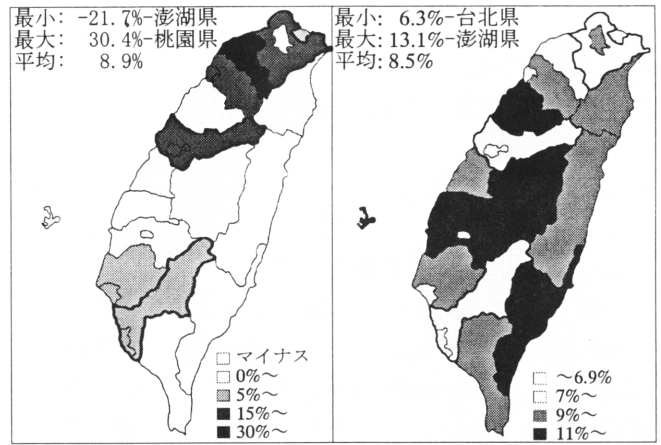 最小: -21.7%-澎湖県
最大: 30.4%-桃園県
平均: 8.9%
マイナス
0%～
5%～
15%～
30%～
最小: 6.3%-台北県
最大: 13.1%-澎湖県
平均: 8.5%
～6.9%
7%～
9%～
11%～